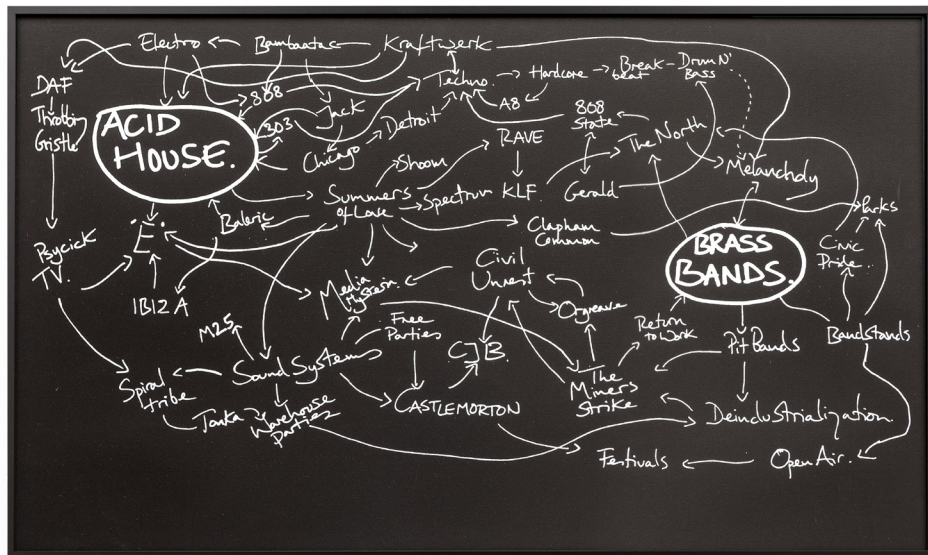 Electro
Bambaataa
Kraftwerk
DAF
Techno
Hardcore
Break
beat
Drum N'
Bass
808
A8
Throbbing
Gristle
ACID
HOUSE.
303
Jack
Detroit
808
State
RAVE
The North
Chicago
Shoom
Melancholy
Summers
of Love
Spectrum
KLF
Gerald
Parks
Baleric
Clapham
Common
'E'.
BRASS
BANDS.
Civic
Pride.
Psycick
TV.
Civil
Unrest
Media
Hysteria
IBIZA
Orgreave
M25
Free
Parties
Return
to Work
Pit Bands
Bandstands
CJB.
Sound Systems
Spiral
tribe
The
Miners
Strike
CASTLEMORTON
Tonka
Warehouse
Parties
Deindustrialization
Festivals
Open Air.